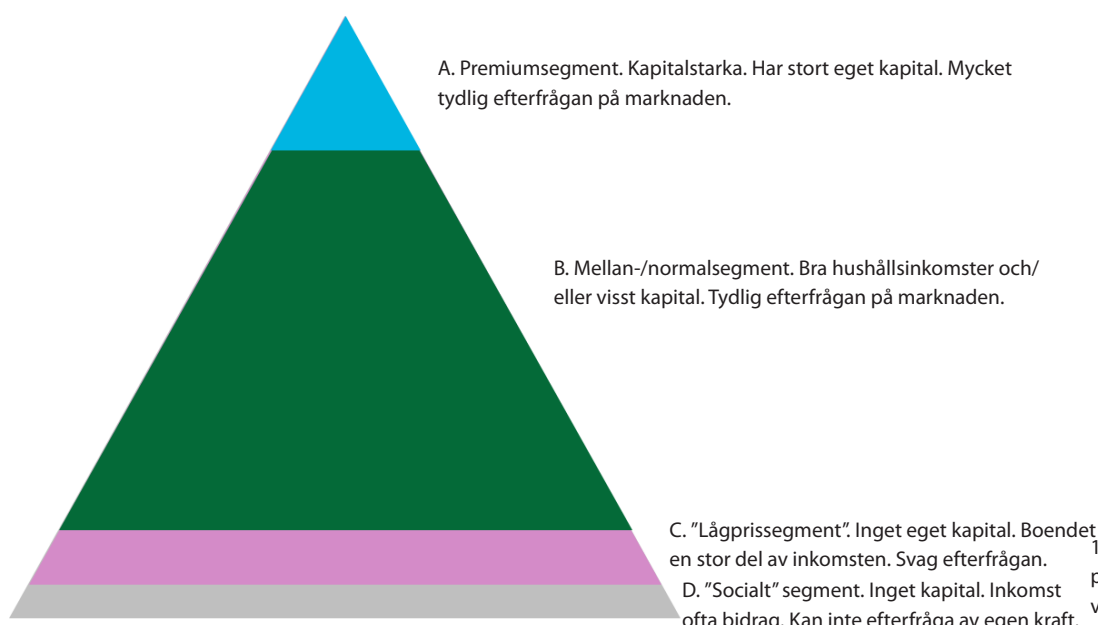 A. Premiumsegment. Kapitalstarka. Har stort eget kapital. Mycket
tydlig efterfrågan på marknaden.
B. Mellan-/normalsegment. Bra hushållsinkomster och/
eller visst kapital. Tydlig efterfrågan på marknaden.
C. ”Lågprissegment”. Inget eget kapital. Boendet
en stor del av inkomsten. Svag efterfrågan.
D. ”Socialt” segment. Inget kapital. Inkomst
ofta bidrag. Kan inte efterfråga av egen kraft.